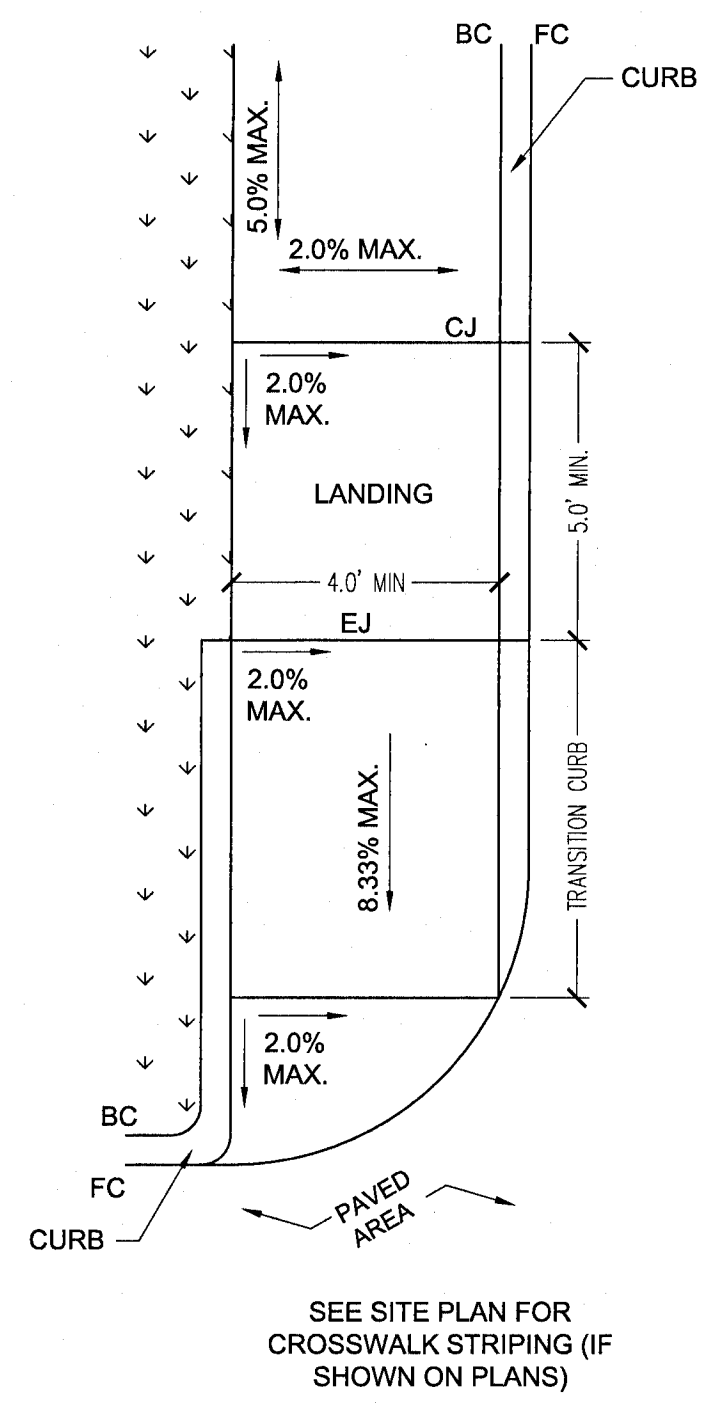 BC FC
CURB
5.0% MAX.
2.0% MAX.
CJ
2.0%
MAX.
LANDING
5.0' MIN.
4.0' MIN
EJ
2.0%
MAX.
8.33% MAX.
TRANSITION CURB
2.0%
MAX.
BC
FC
CURB
PAVED
AREA
SEE SITE PLAN FOR
CROSSWALK STRIPING (IF
SHOWN ON PLANS)